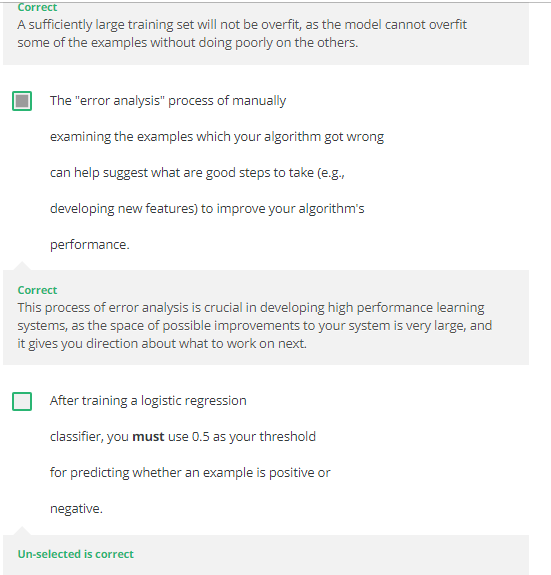 Correct
A sufficiently large training set will not be overfit, as the model cannot overfit
some of the examples without doing poorly on the others.
The "error analysis" process of manually
examining the examples which your algorithm got wrong
can help suggest what are good steps to take (e.g.,
developing new features) to improve your algorithm's
performance.
Correct
This process of error analysis is crucial in developing high performance learning
systems, as the space of possible improvements to your system is very large, and
it gives you direction about what to work on next.
After training a logistic regression
classifier, you must use 0.5 as your threshold
for predicting whether an example is positive or
negative.
Un-selected is correct